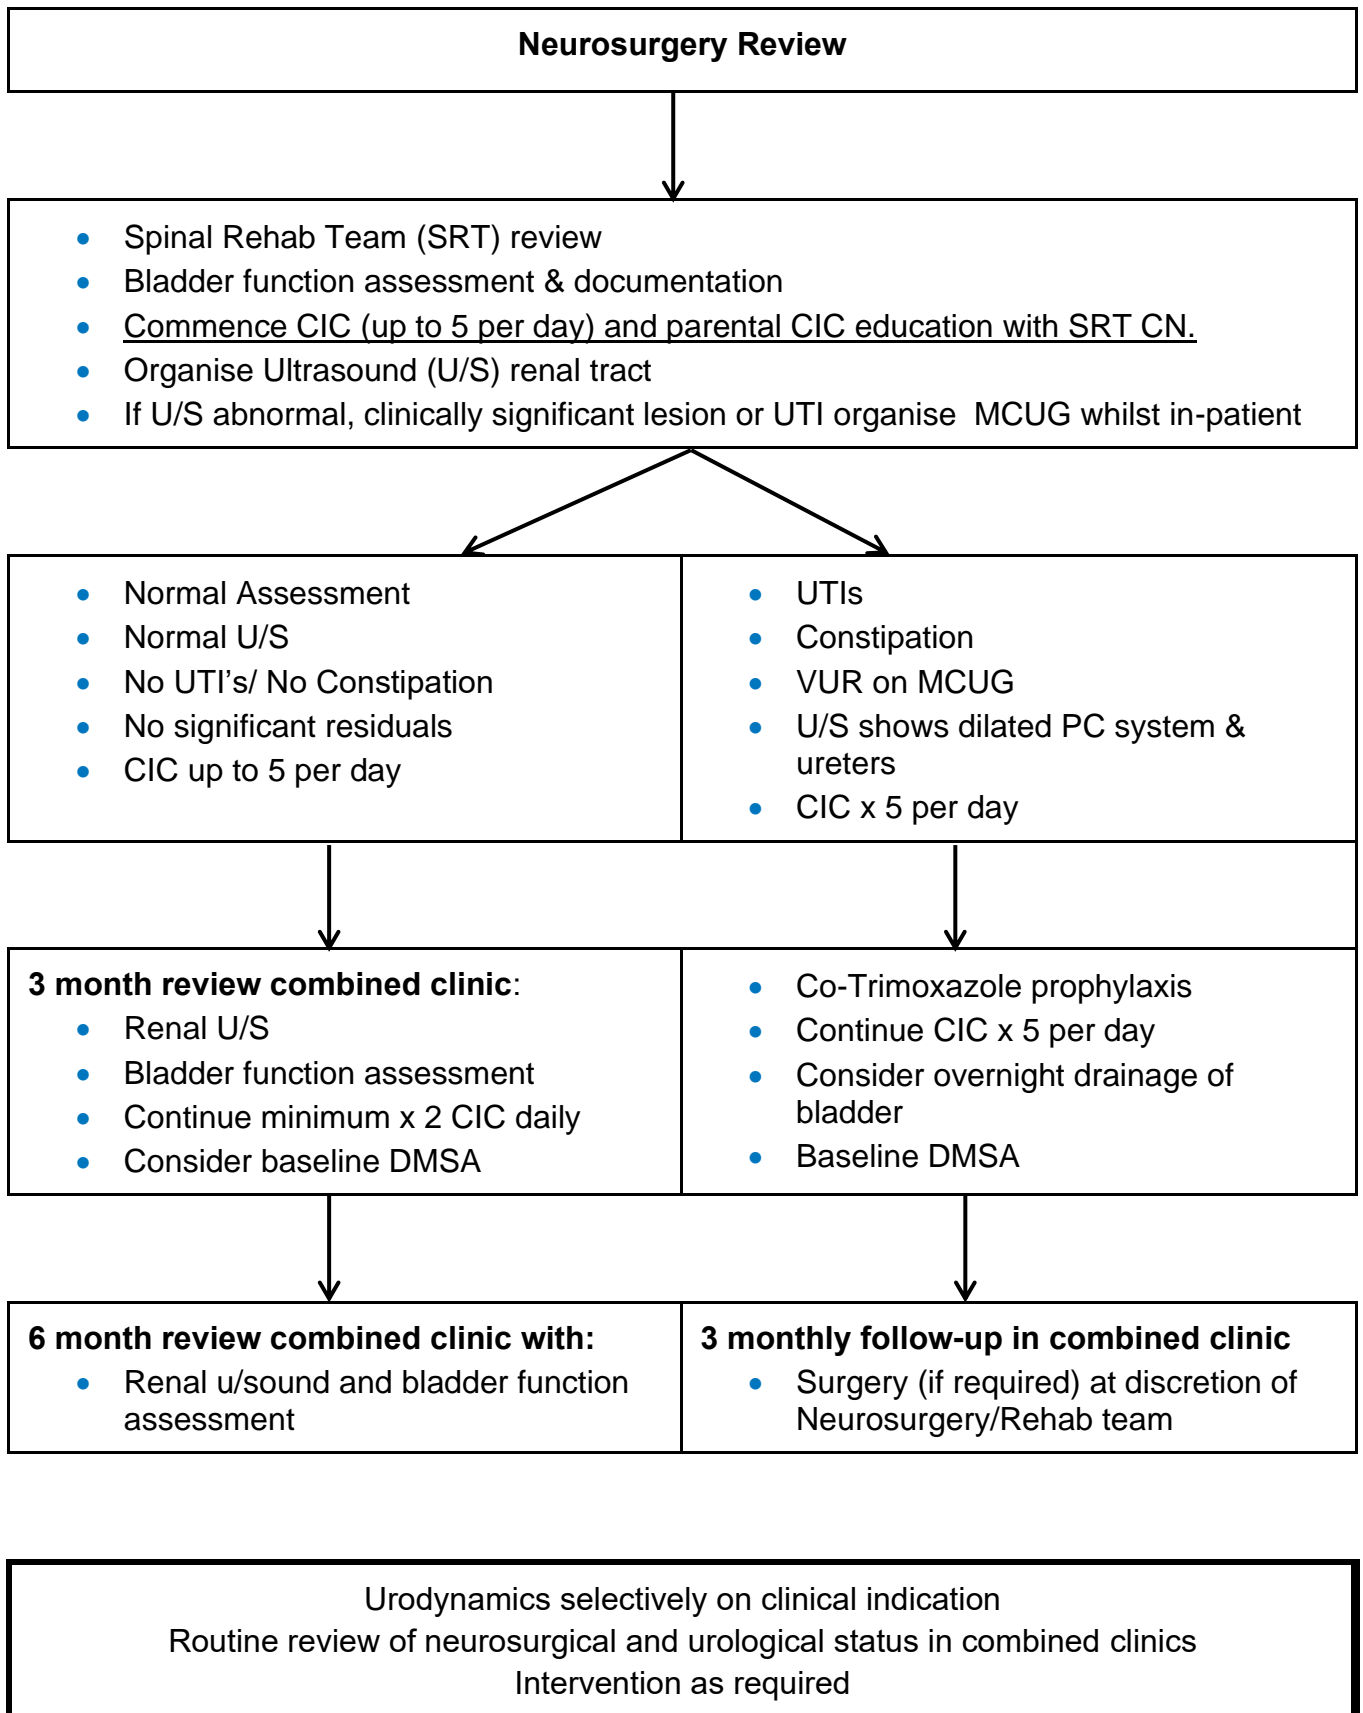 Neurosurgery Review
• Spinal Rehab Team (SRT) review
• Bladder function assessment & documentation
• Commence CIC (up to 5 per day) and parental CIC education with SRT CN.
• Organise Ultrasound (U/S) renal tract
• If U/S abnormal, clinically significant lesion or UTI organise  MCUG whilst in-patient
• Normal Assessment
• Normal U/S
• No UTI’s/ No Constipation
• No significant residuals
• CIC up to 5 per day
• UTIs
• Constipation
• VUR on MCUG
• U/S shows dilated PC system &
ureters
• CIC x 5 per day
3 month review combined clinic:
• Renal U/S
• Bladder function assessment
• Continue minimum x 2 CIC daily
• Consider baseline DMSA
• Co-Trimoxazole prophylaxis
• Continue CIC x 5 per day
• Consider overnight drainage of
bladder
• Baseline DMSA
6 month review combined clinic with:
• Renal u/sound and bladder function
assessment
3 monthly follow-up in combined clinic
• Surgery (if required) at discretion of
Neurosurgery/Rehab team
Urodynamics selectively on clinical indication
Routine review of neurosurgical and urological status in combined clinics
Intervention as required